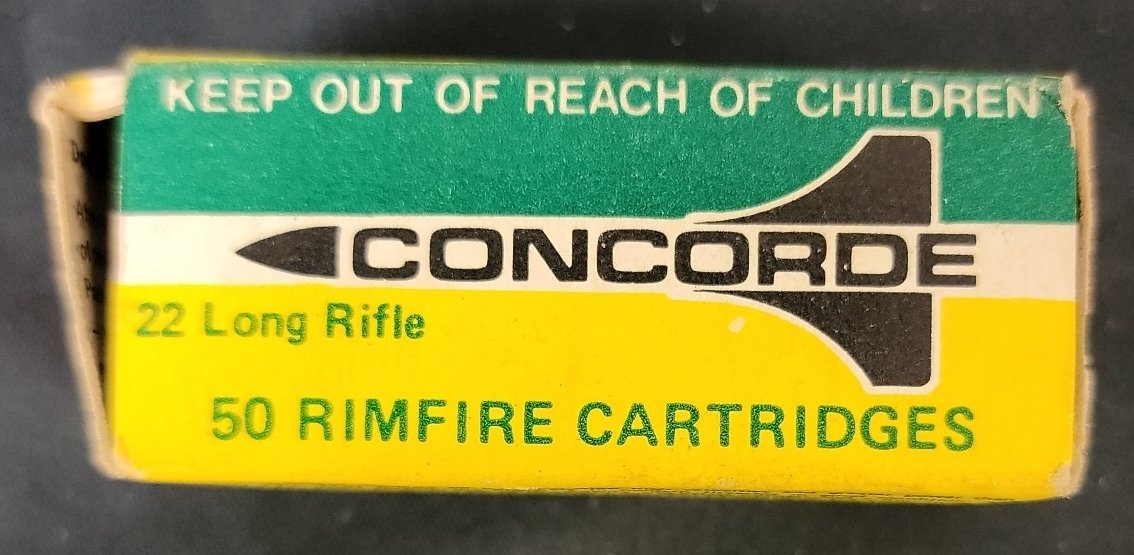 KEEP OUT OF REACH OF CHILDREN
CONCORDE
22 Long Rifle
50 RIMFIRE CARTRIDGES